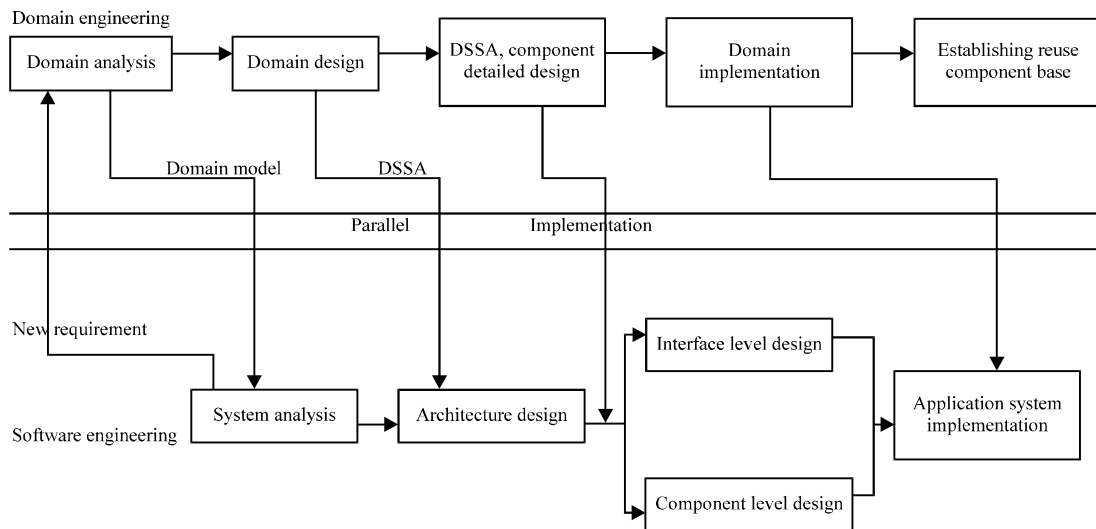 Domain engineering
Domain analysis
Domain design
DSSA, component
detailed design
Domain
implementation
Establishing reuse
component base
Domain model
DSSA
Parallel
Implementation
New requirement
Interface level design
System analysis
Architecture design
Application system
implementation
Software engineering
Component level design